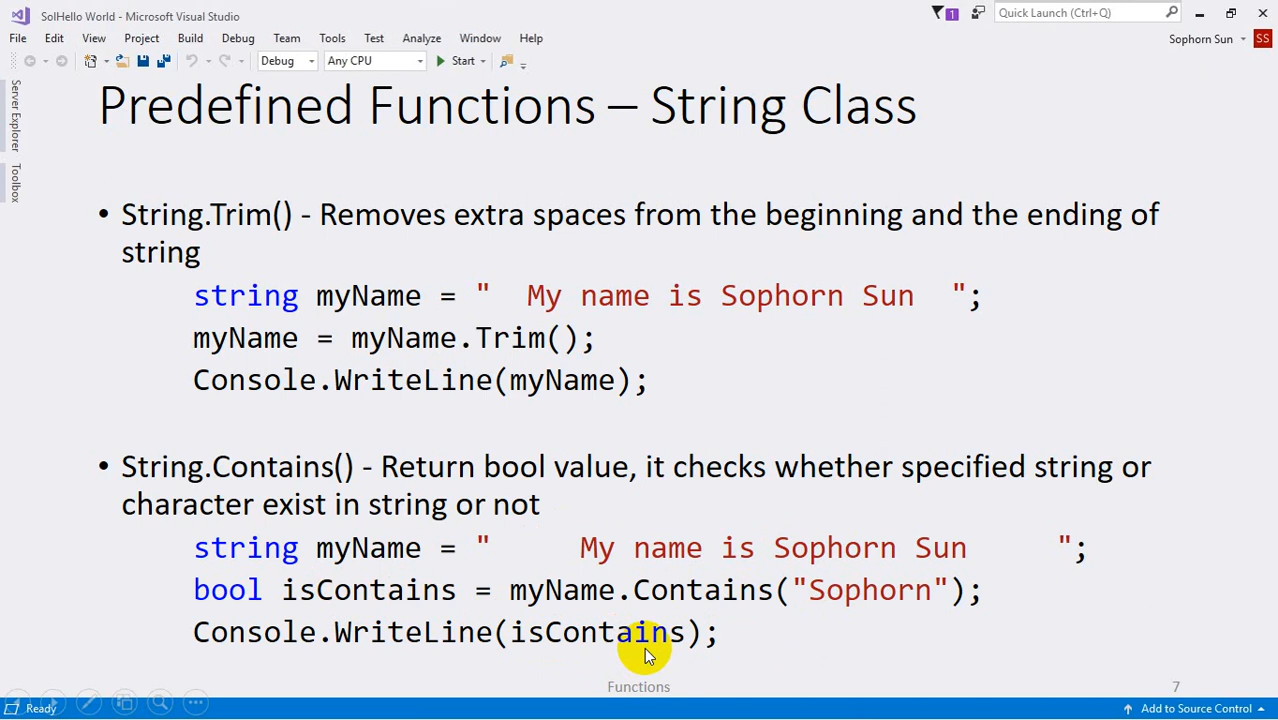 SolHello World - Microsoft Visual Studio
1
Quick Launch (Ctrl+Q)
File Edit View Project Build Debug Team Tools Test Analyze Window Help
Sophorn Sun SS
Debug Any CPU Start
Server Explorer
Toolbox
Predefined Functions – String Class
• String.Trim() - Removes extra spaces from the beginning and the ending of
string
string myName = "  My name is Sophorn Sun  ";
myName = myName.Trim();
Console.WriteLine(myName);
• String.Contains() - Return bool value, it checks whether specified string or
character exist in string or not
string myName = "     My name is Sophorn Sun     ";
bool isContains = myName.Contains("Sophorn");
Console.WriteLine(isContains);
Functions
7
Ready
Add to Source Control